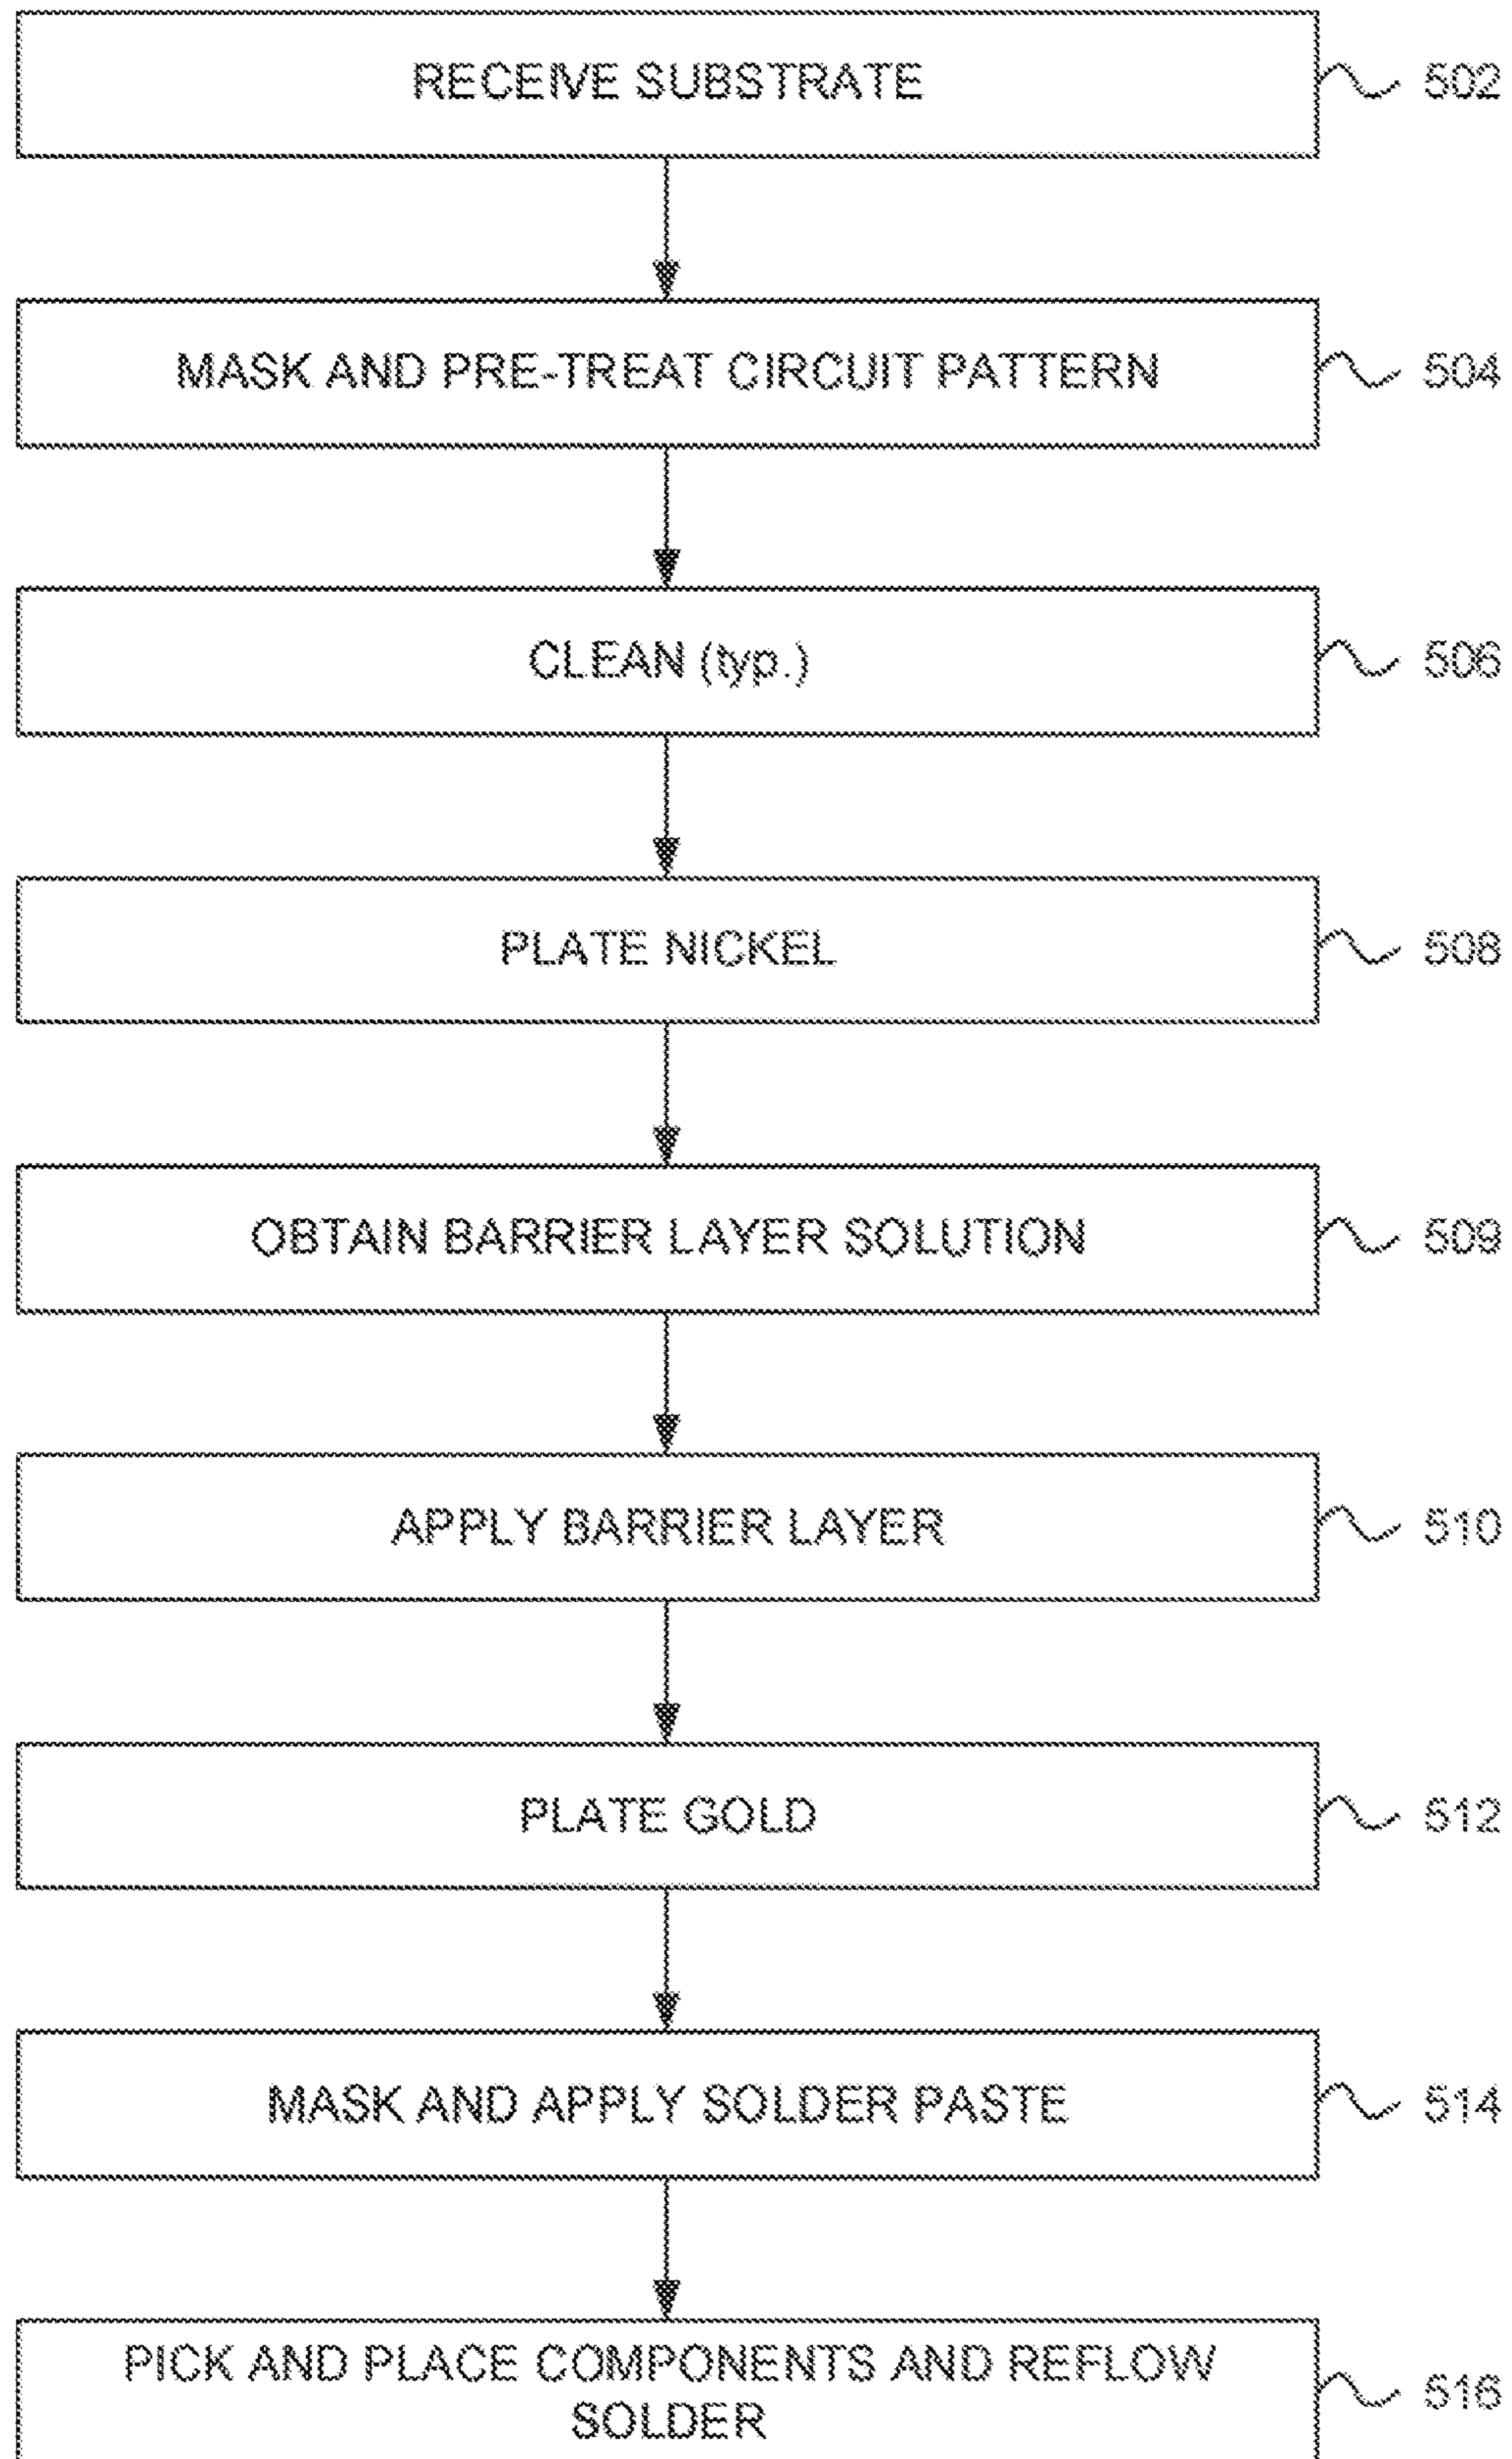 RECEIVE SUBSTRATE 502
MASK AND PRE-TREAT CIRCUIT PATTERN 504
CLEAN (typ.) 506
PLATE NICKEL 508
OBTAIN BARRIER LAYER SOLUTION 509
APPLY BARRIER LAYER 510
PLATE GOLD 512
MASK AND APPLY SOLDER PASTE 514
PICK AND PLACE COMPONENTS AND REFLOW
SOLDER 516